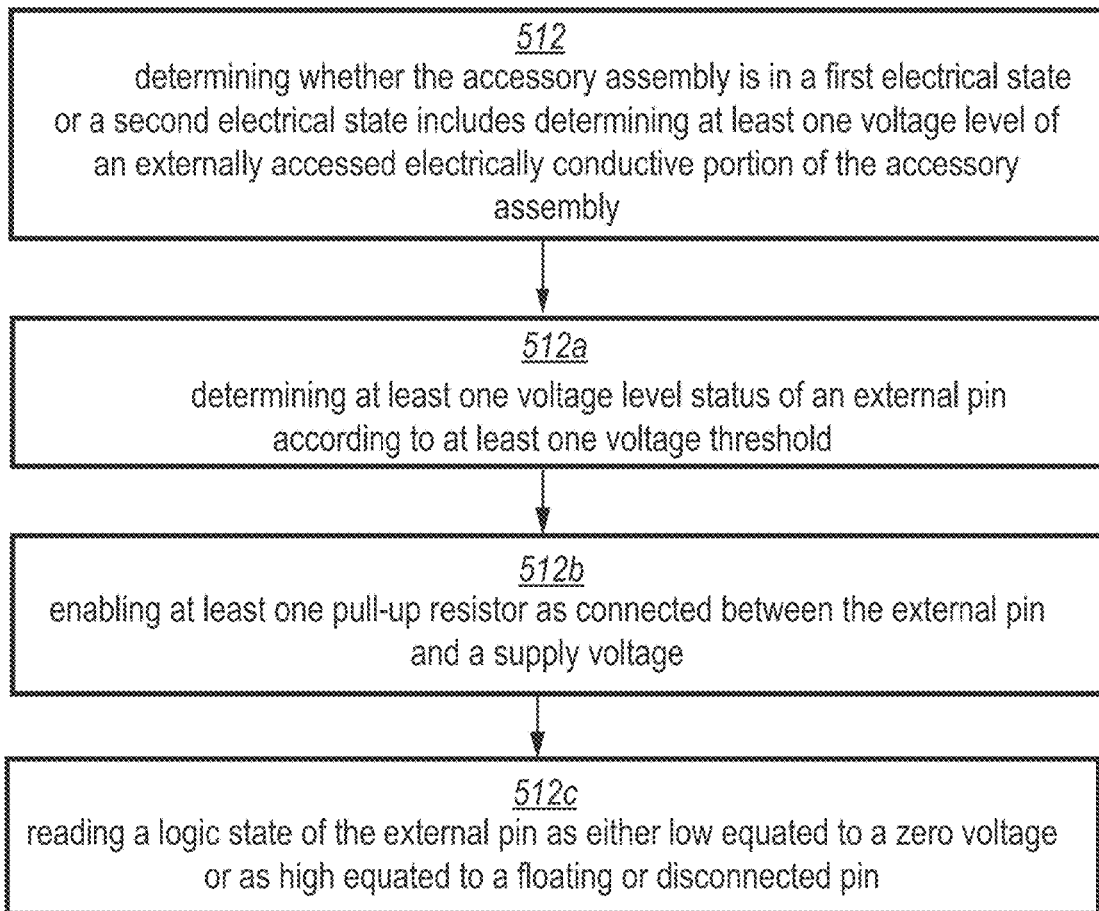 512
determining whether the accessory assembly is in a first electrical state
or a second electrical state includes determining at least one voltage level of
an externally accessed electrically conductive portion of the accessory
assembly
512a
determining at least one voltage level status of an external pin
according to at least one voltage threshold
512b
enabling at least one pull-up resistor as connected between the external pin
and a supply voltage
512c
reading a logic state of the external pin as either low equated to a zero voltage
or as high equated to a floating or disconnected pin